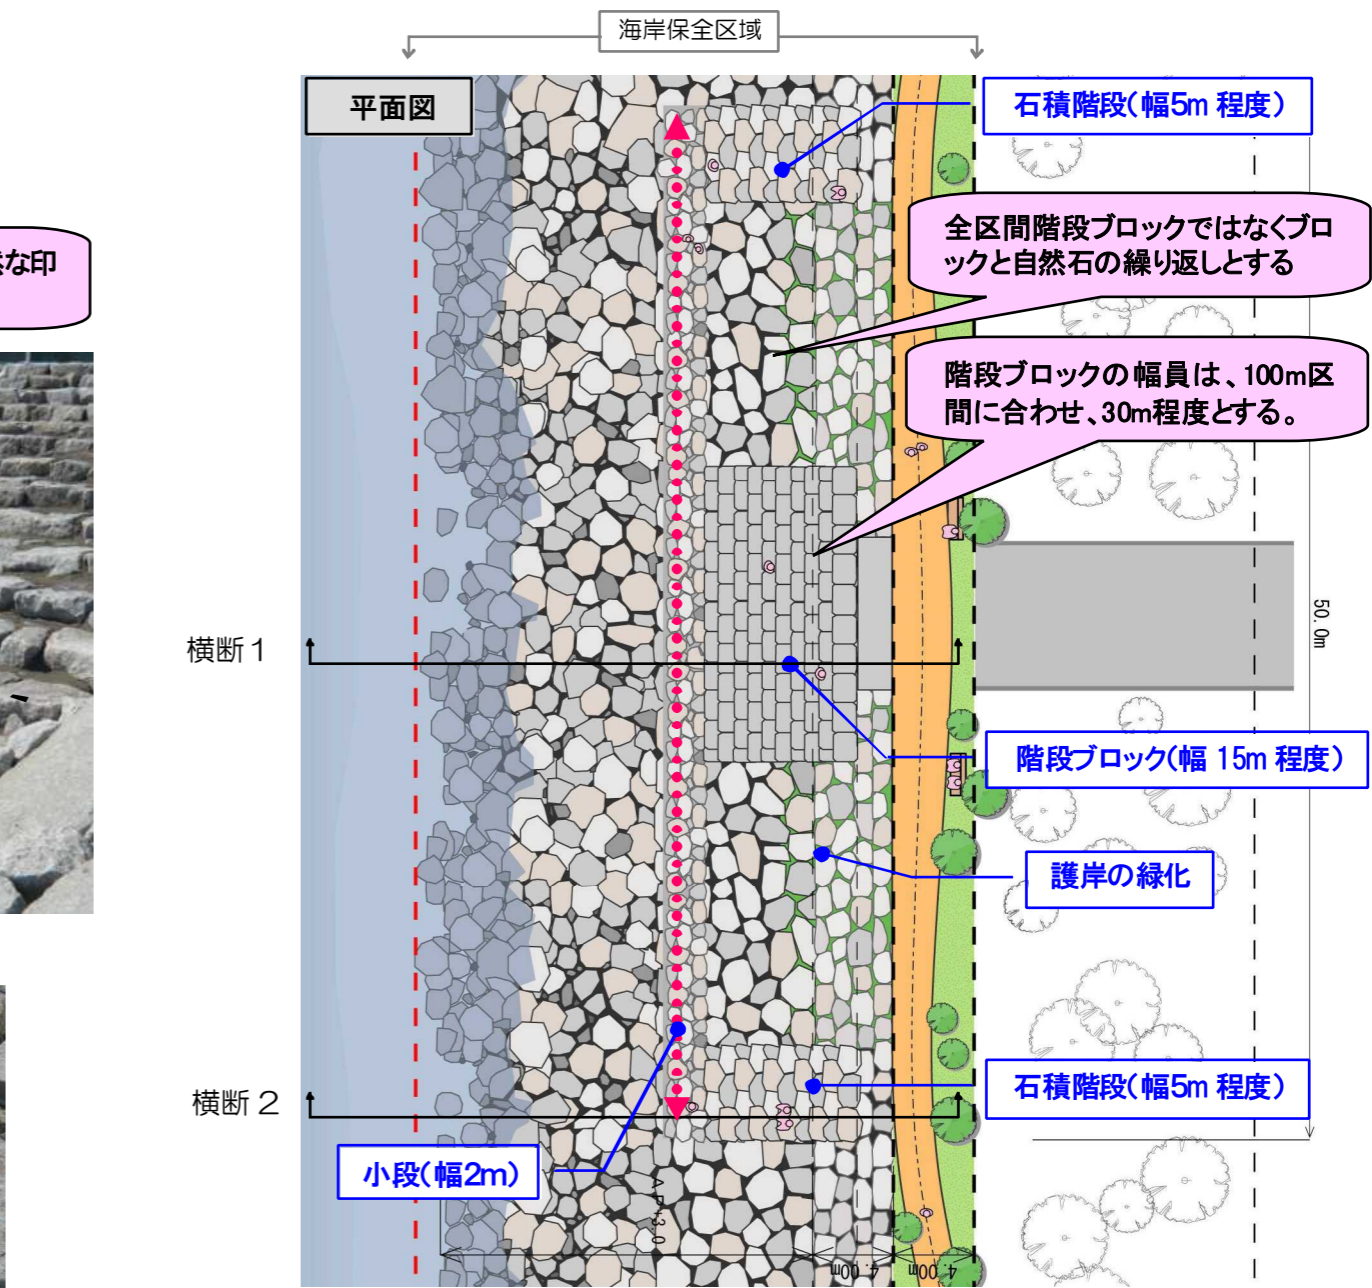 海岸保全区域
平面図
石積階段(幅5m 程度)
な印
全区間階段ブロックではなくブロ
ックと自然石の繰り返しとする
階段ブロックの幅員は、100m区
間に合わせ、30m程度とする。
50.0m
横断1
階段ブロック(幅 15m 程度)
護岸の緑化
石積階段(幅5m 程度)
横断2
小段(幅2m)
A.P+3.0
4.00m
4.00m